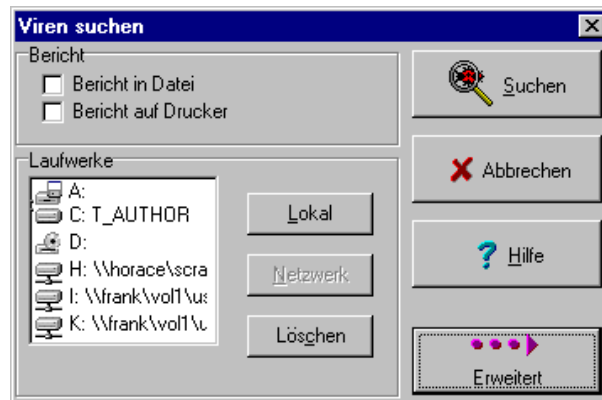 Viren suchen
Bericht
Bericht in Datei
Bericht auf Drucker
Suchen
Abbrechen
Hilfe
Erweitert
Laufwerke
A:
C: T_AUTHOR
D:
H: \\horace\scra
I: \\frank\vol1\us
K: \\frank\vol1\u
Lokal
Netzwerk
Löschen